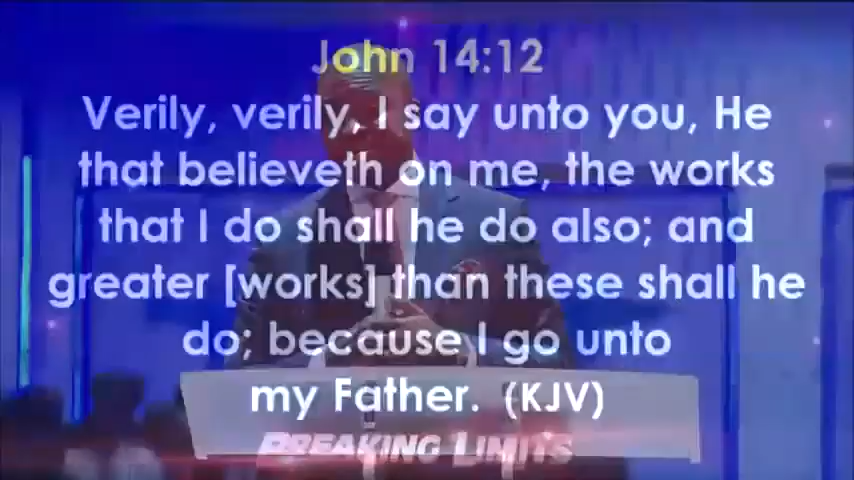 John 14:12
Verily, verily, I say unto you, He
that believeth on me, the works
that I do shall he do also; and
greater [works] than these shall he
do; because I go unto
my Father. (KJV)
BREAKING LIMITS